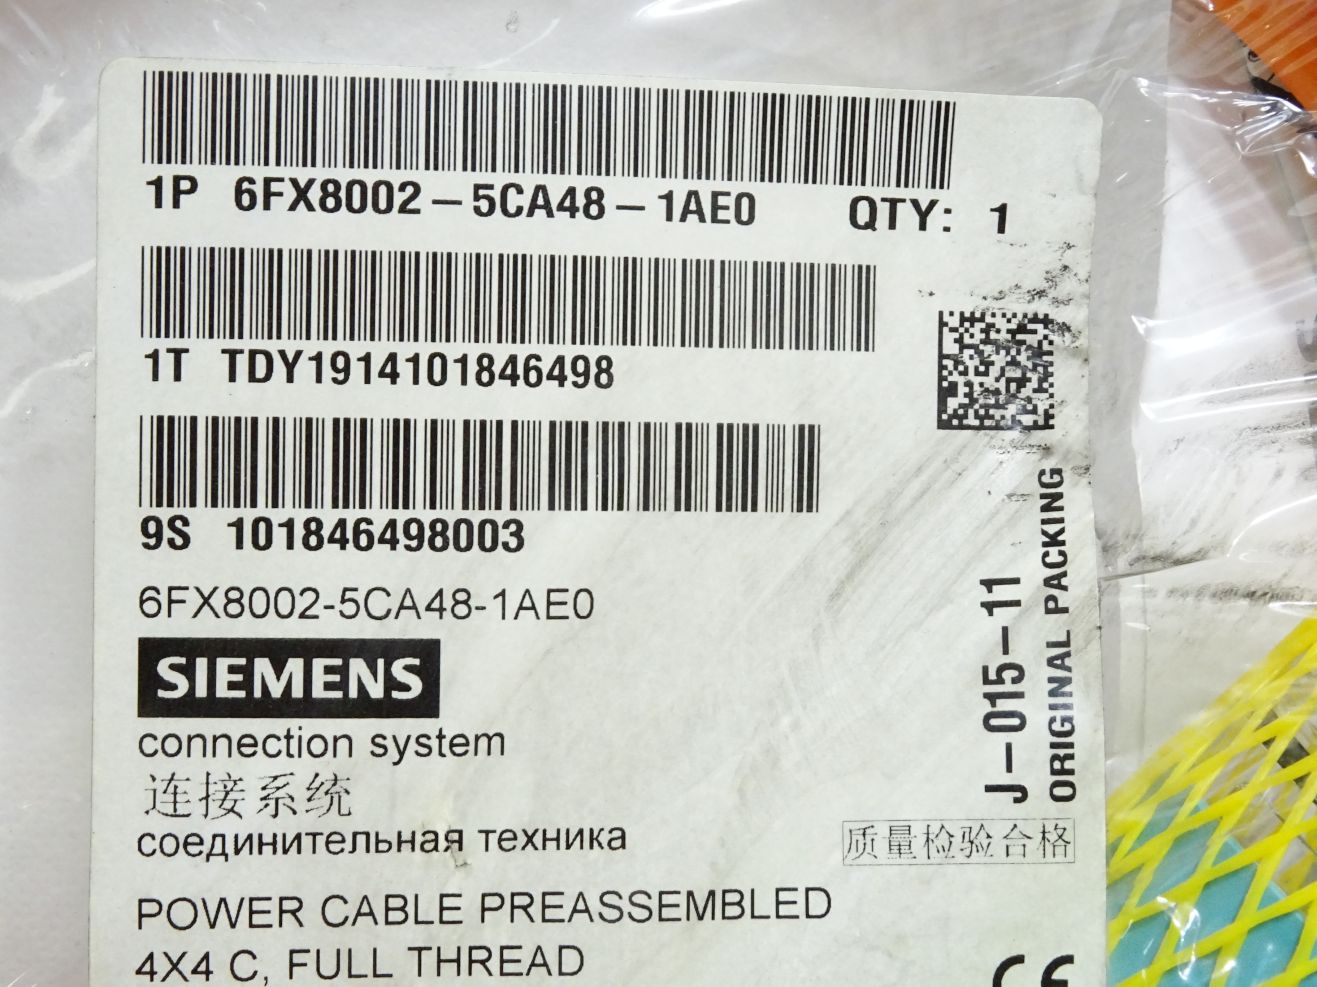 1P 6FX8002-5CA48-1AE0 QTY: 1
1T TDY1914101846498
9S 101846498003
6FX8002-5CA48-1AE0
SIEMENS
connection system
连接系统
соединительная техника
POWER CABLE PREASSEMBLED
4X4 C, FULL THREAD
J-015-11
ORIGINAL PACKING
质量检验合格
CE